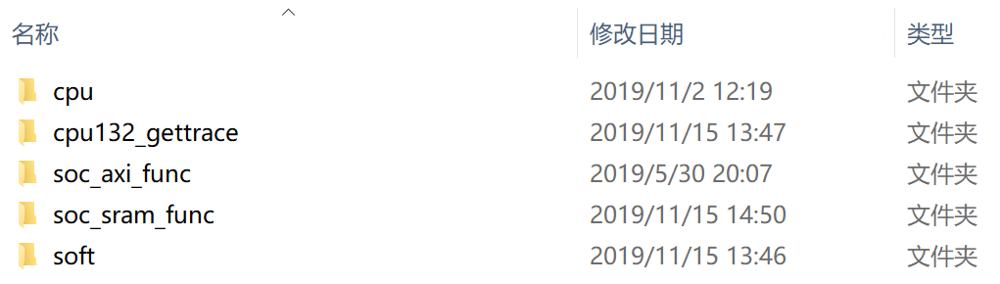 名称 修改日期 类型
cpu 2019/11/2 12:19 文件夹
cpu132_gettrace 2019/11/15 13:47 文件夹
soc_axi_func 2019/5/30 20:07 文件夹
soc_sram_func 2019/11/15 14:50 文件夹
soft 2019/11/15 13:46 文件夹